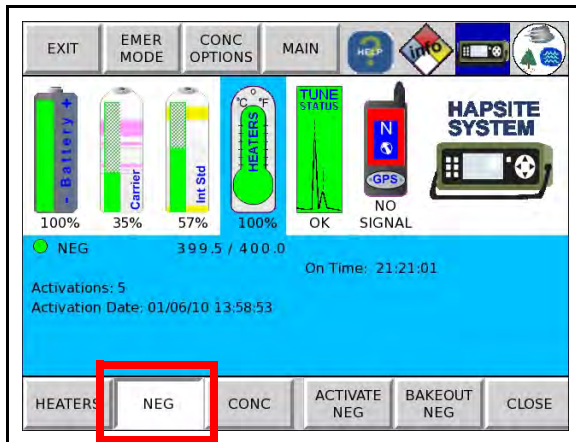 EXIT
EMER
MODE
CONC
OPTIONS
MAIN
HELP
info
- Battery +
Carrier
Int Std
°C °F
HEATERS
TUNE
STATUS
N
GPS
HAPSITE
SYSTEM
100%
35%
57%
100%
OK
NO
SIGNAL
NEG 399.5 / 400.0
On Time: 21:21:01
Activations: 5
Activation Date: 01/06/10 13:58:53
HEATERS
NEG
CONC
ACTIVATE
NEG
BAKEOUT
NEG
CLOSE